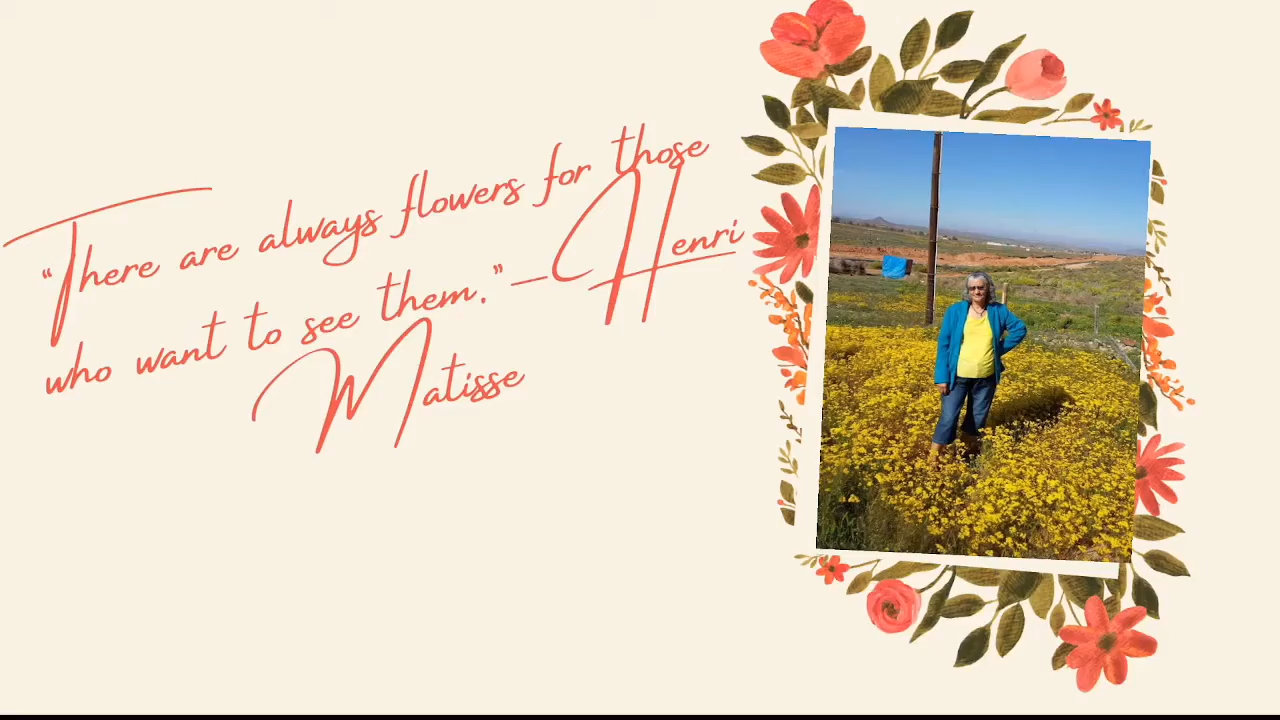 “There are always flowers for those
who want to see them.”—Henri
Matisse